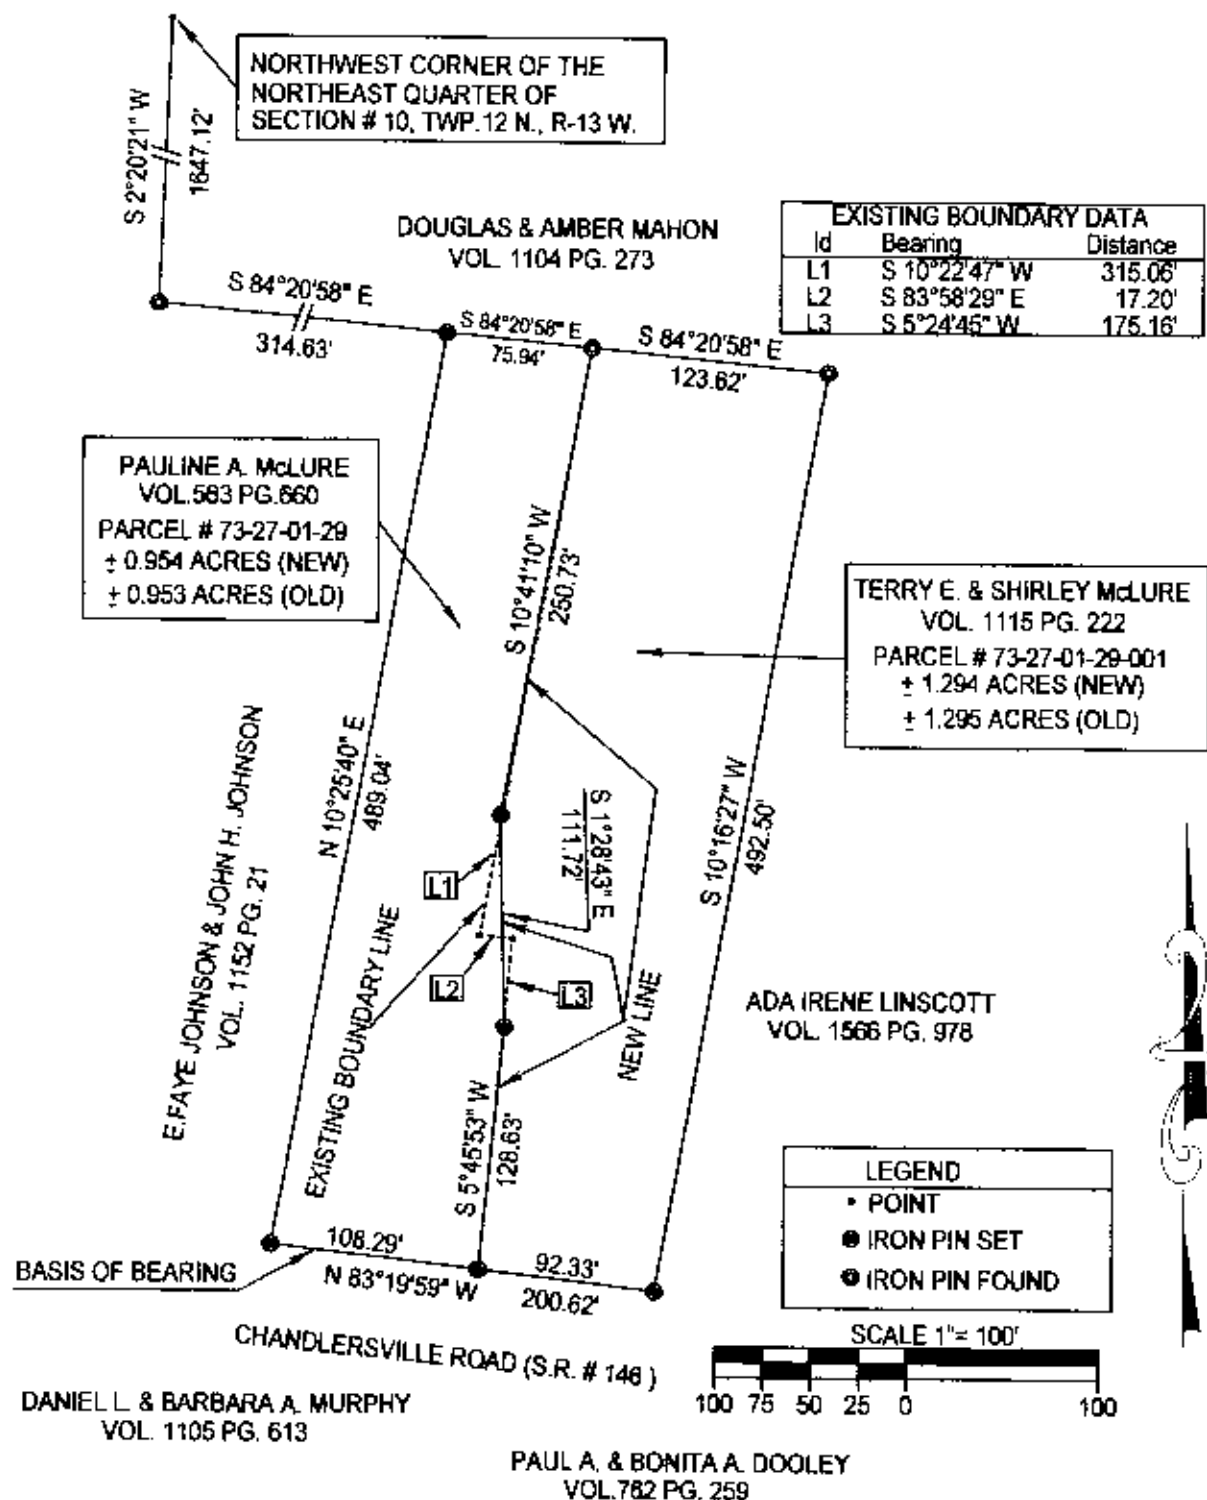 NORTHWEST CORNER OF THE
NORTHEAST QUARTER OF
SECTION # 10, TWP.12 N., R-13 W.
S 2°20'21" W
1647.12'
DOUGLAS & AMBER MAHON
VOL. 1104 PG. 273
EXISTING BOUNDARY DATA
Id Bearing Distance
L1 S 10°22'47" W 315.06'
L2 S 83°58'29" E 17.20'
L3 S 5°24'45" W 175.16'
S 84°20'58" E
314.63'
S 84°20'58" E
75.94'
S 84°20'58" E
123.62'
PAULINE A. McLURE
VOL.583 PG.660
PARCEL # 73-27-01-29
± 0.954 ACRES (NEW)
± 0.953 ACRES (OLD)
S 10°41'10" W
250.73'
TERRY E. & SHIRLEY McLURE
VOL. 1115 PG. 222
PARCEL # 73-27-01-29-001
± 1.294 ACRES (NEW)
± 1.295 ACRES (OLD)
E.FAYE JOHNSON & JOHN H. JOHNSON
VOL. 1152 PG. 21
N 10°25'40" E
489.04'
S 1°28'43" E
111.72'
S 10°16'27" W
492.50'
L1
L2
L3
EXISTING BOUNDARY LINE
NEW LINE
ADA IRENE LINSCOTT
VOL. 1566 PG. 978
S 5°45'53" W
128.63'
LEGEND
POINT
IRON PIN SET
IRON PIN FOUND
108.29'
92.33'
BASIS OF BEARING
N 83°19'59" W
200.62'
CHANDLERSVILLE ROAD (S.R. # 146 )
SCALE 1"= 100'
100 75 50 25 0 100
DANIEL L. & BARBARA A. MURPHY
VOL. 1105 PG. 613
PAUL A. & BONITA A. DOOLEY
VOL.762 PG. 259